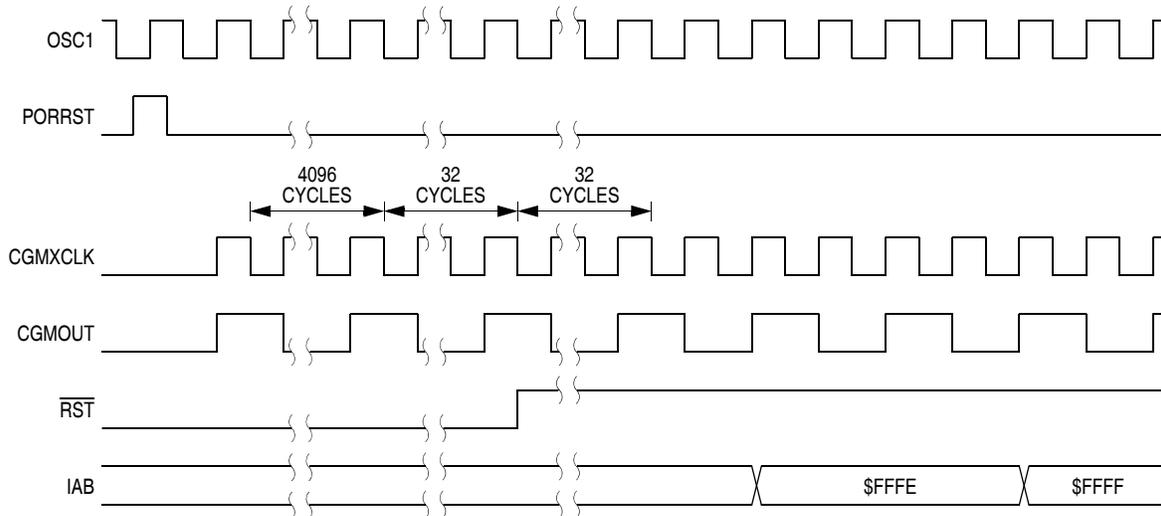 OSC1
PORRST
4096
CYCLES
32
CYCLES
32
CYCLES
CGMXCLK
CGMOUT
RST
IAB
$FFFE
$FFFF